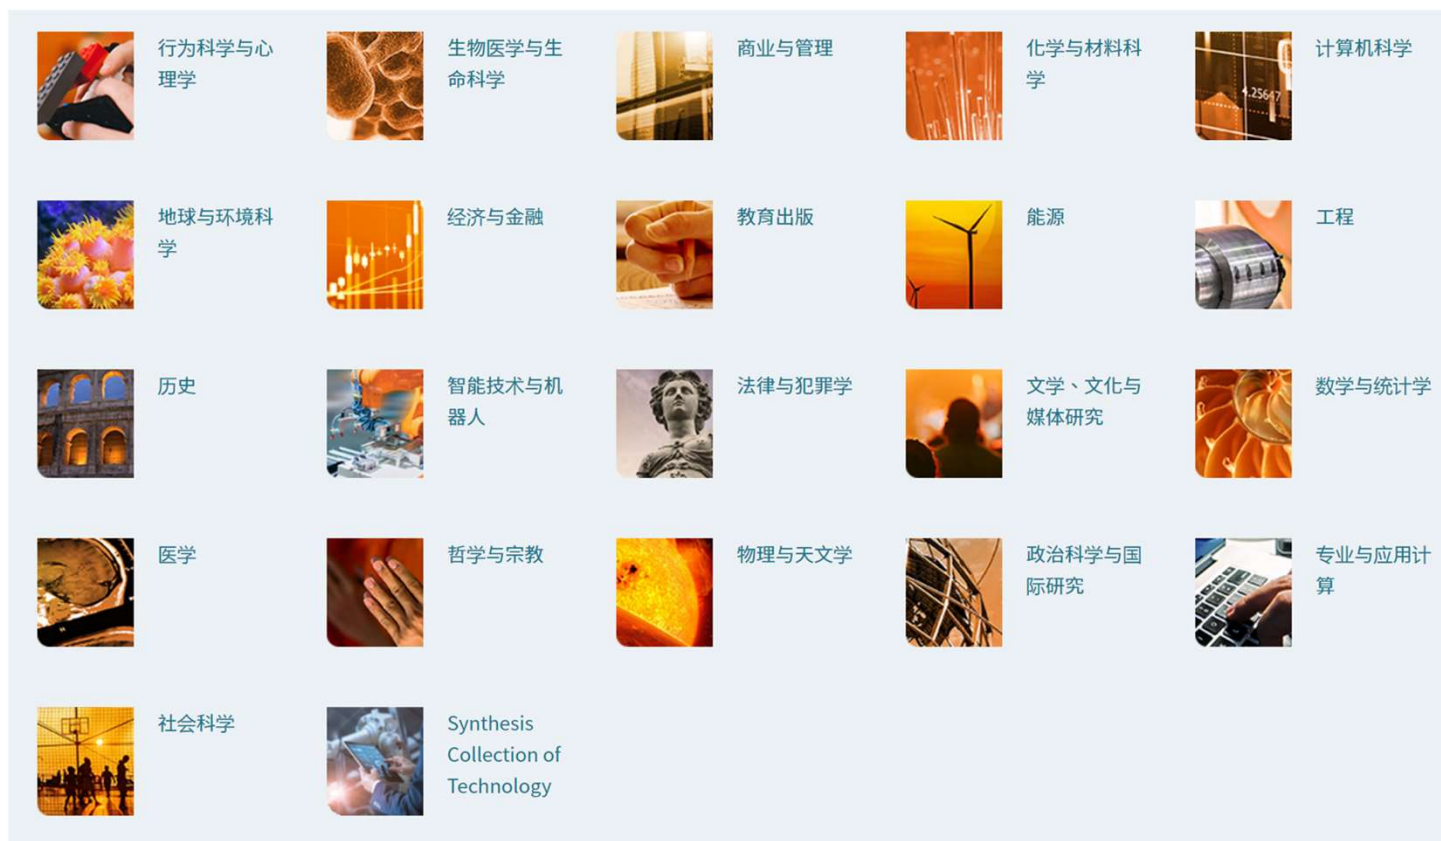 行为科学与心
理学
生物医学与生
命科学
商业与管理
化学与材料科
学
4.25647
计算机科学
地球与环境科
学
经济与金融
教育出版
能源
工程
历史
智能技术与机
器人
法律与犯罪学
文学、文化与
媒体研究
数学与统计学
医学
哲学与宗教
物理与天文学
政治科学与国
际研究
专业与应用计
算
社会科学
Synthesis
Collection of
Technology